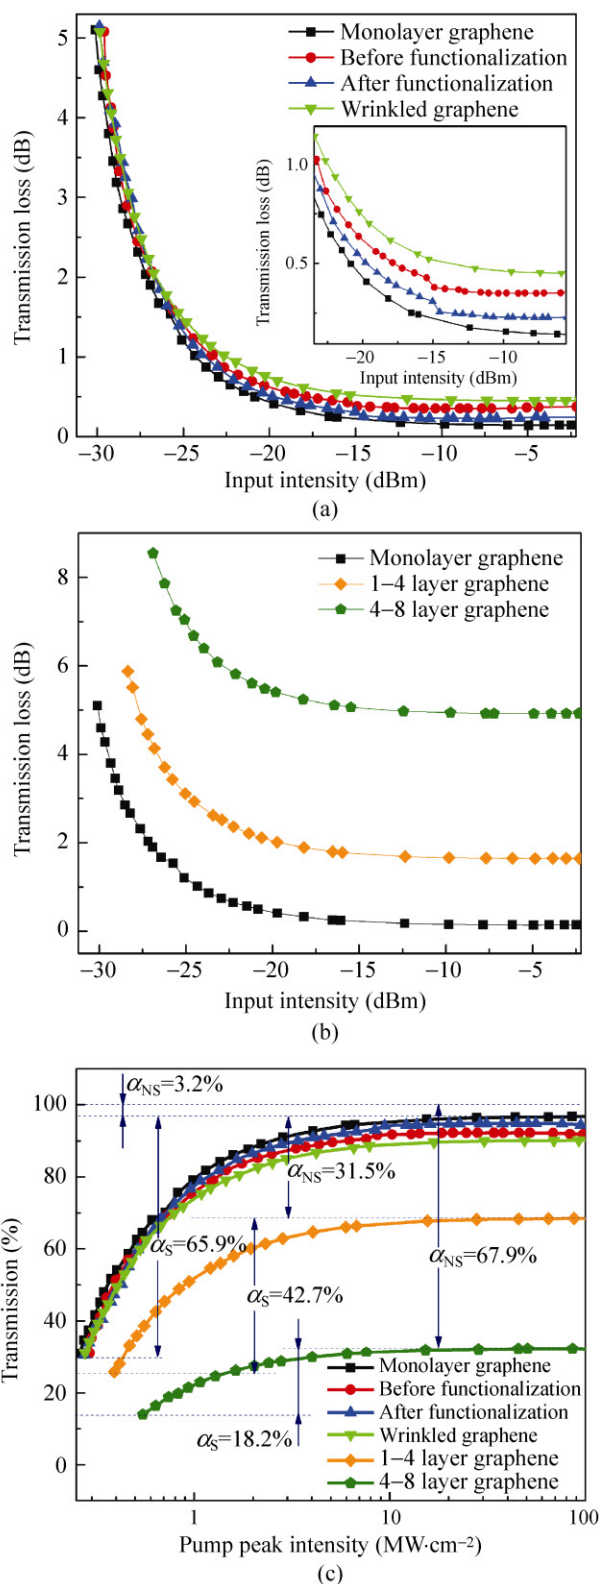 5
4
3
2
1
0
Transmission loss (dB)
Monolayer graphene
Before functionalization
After functionalization
Wrinkled graphene
1.0
0.5
Transmission loss (dB)
−20 −15 −10
Input intensity (dBm)
−30 −25 −20 −15 −10 −5
Input intensity (dBm)
(a)
8
6
4
2
0
Transmission loss (dB)
Monolayer graphene
1−4 layer graphene
4−8 layer graphene
−30 −25 −20 −15 −10 −5
Input intensity (dBm)
(b)
100
80
60
40
20
0
Transmission (%)
αNS=3.2%
αNS=31.5%
αS=65.9%
αNS=67.9%
αS=42.7%
αS=18.2%
Monolayer graphene
Before functionalization
After functionalization
Wrinkled graphene
1−4 layer graphene
4−8 layer graphene
1 10 100
Pump peak intensity (MW·cm⁻²)
(c)